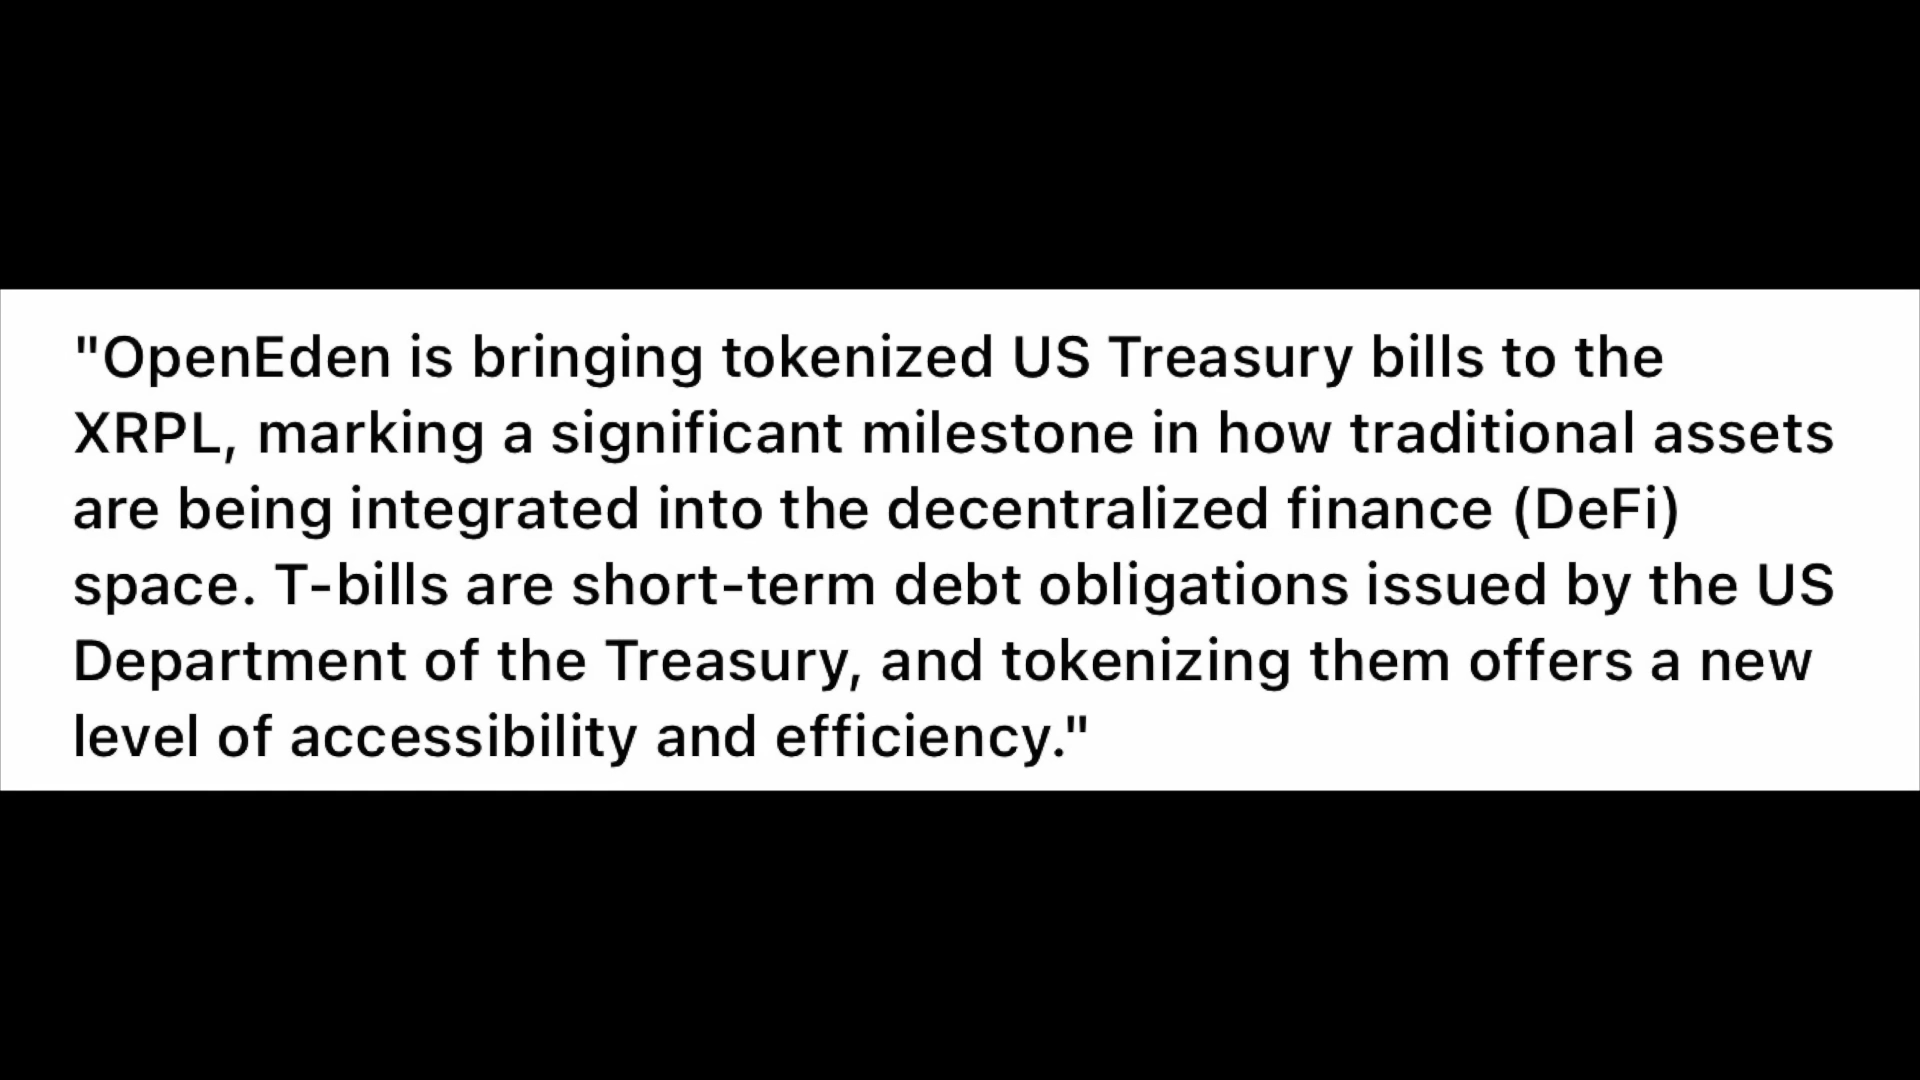 "OpenEden is bringing tokenized US Treasury bills to the
XRPL, marking a significant milestone in how traditional assets
are being integrated into the decentralized finance (DeFi)
space. T-bills are short-term debt obligations issued by the US
Department of the Treasury, and tokenizing them offers a new
level of accessibility and efficiency."